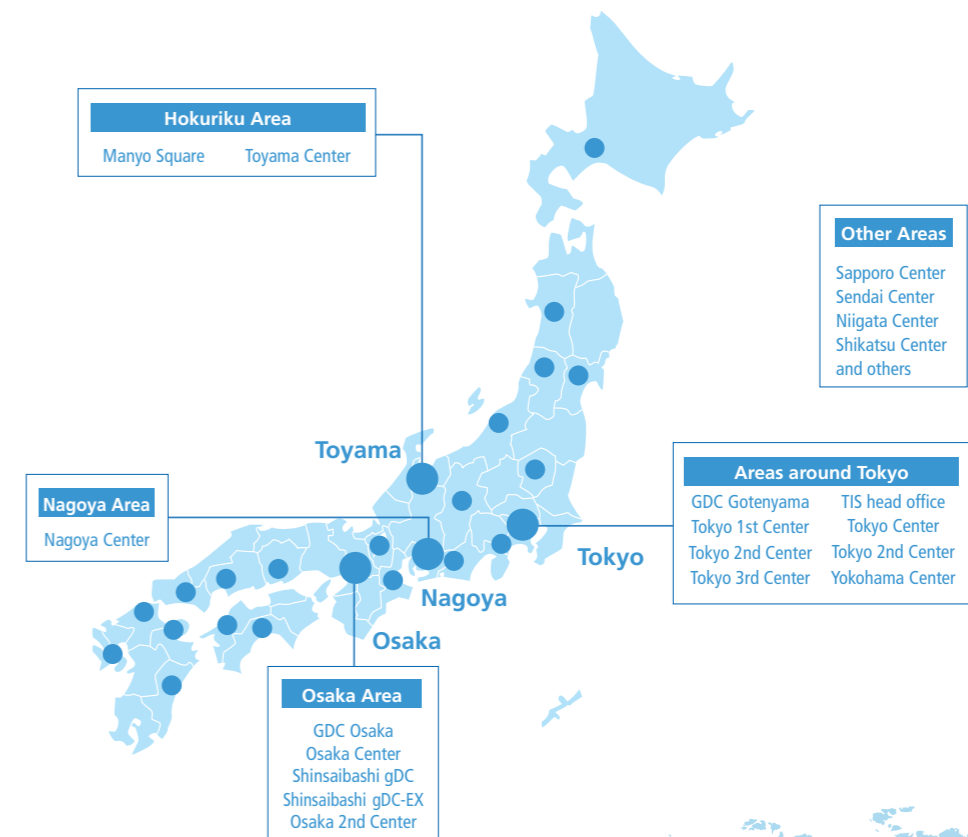 Hokuriku Area
Manyo Square Toyama Center
Other Areas
Sapporo Center
Sendai Center
Niigata Center
Shikatsu Center
and others
Toyama
Nagoya Area
Nagoya Center
Areas around Tokyo
GDC Gotenyama TIS head office
Tokyo 1st Center Tokyo Center
Tokyo 2nd Center Tokyo 2nd Center
Tokyo 3rd Center Yokohama Center
Tokyo
Nagoya
Osaka
Osaka Area
GDC Osaka
Osaka Center
Shinsaibashi gDC
Shinsaibashi gDC-EX
Osaka 2nd Center